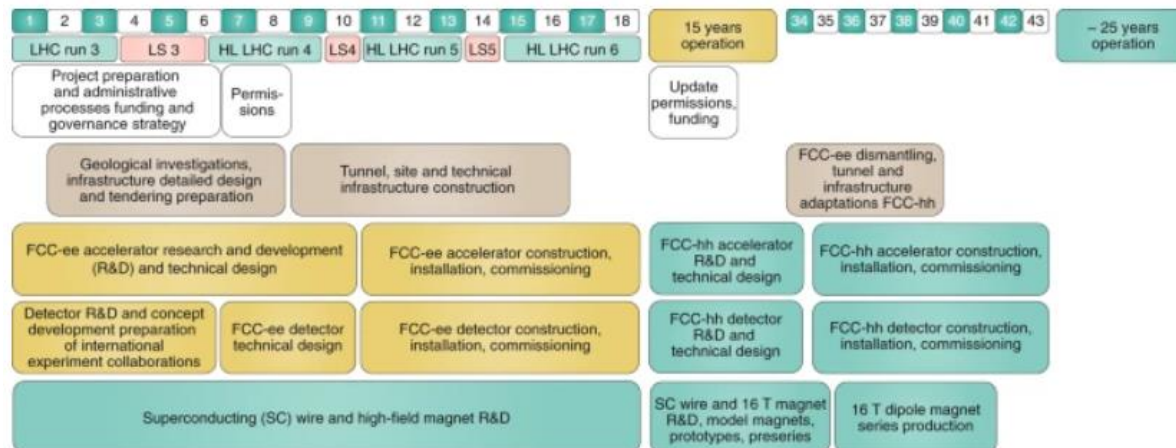 1 2 3 4 5 6 7 8 9 10 11 12 13 14 15 16 17 18
15 years
operation
34 35 36 37 38 39 40 41 42 43
~ 25 years
operation
LHC run 3
LS 3
HL LHC run 4
LS4
HL LHC run 5
LS5
HL LHC run 6
Project preparation
and administrative
processes funding and
governance strategy
Permis-
sions
Update
permissions,
funding
Geological investigations,
infrastructure detailed design
and tendering preparation
Tunnel, site and technical
infrastructure construction
FCC-ee dismantling,
tunnel and
infrastructure
adaptations FCC-hh
FCC-ee accelerator research and development
(R&D) and technical design
FCC-ee accelerator construction,
installation, commissioning
FCC-hh accelerator
R&D and
technical design
FCC-hh accelerator construction,
installation, commissioning
Detector R&D and concept
development preparation
of international
experiment collaborations
FCC-ee detector
technical design
FCC-ee detector construction,
installation, commissioning
FCC-hh detector
R&D and
technical design
FCC-hh detector construction,
installation, commissioning
Superconducting (SC) wire and high-field magnet R&D
SC wire and 16 T magnet
R&D, model magnets,
prototypes, preseries
16 T dipole magnet
series production